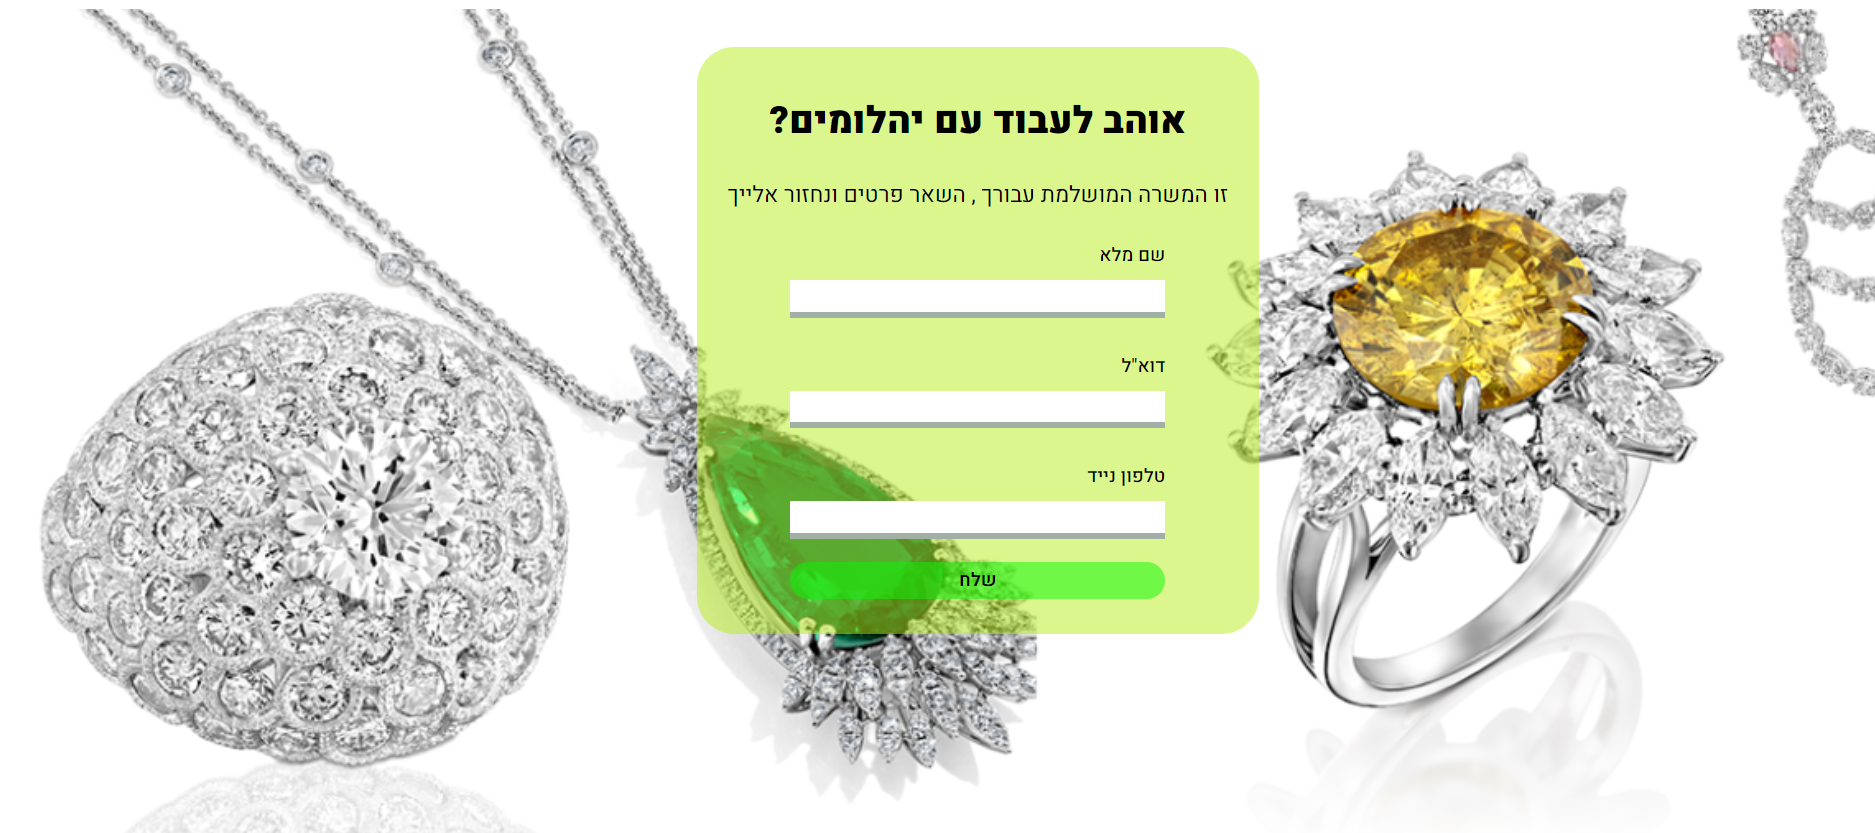 אוהב לעבוד עם יהלומים?
זו המשרה המושלמת עבורך , השאר פרטים ונחזור אלייך
שם מלא
דוא"ל
טלפון נייד
שלח